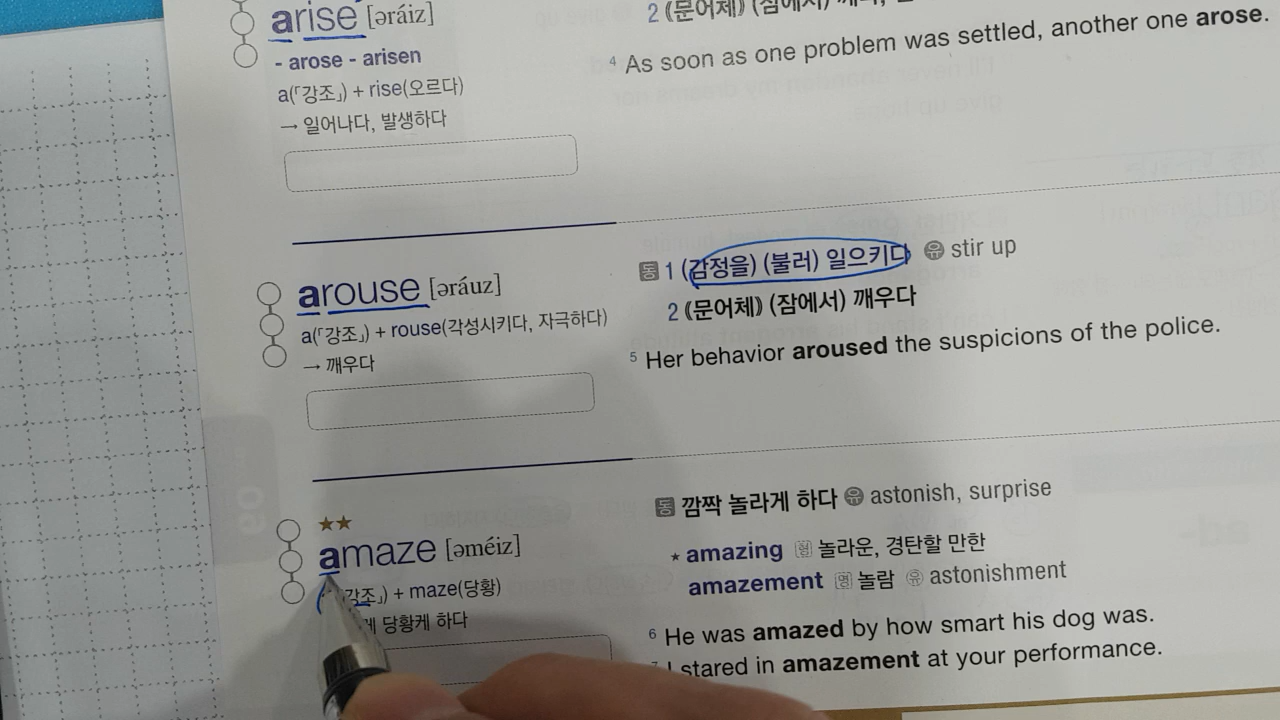 arise [əráiz]
- arose - arisen
a(「강조」) + rise(오르다)
→ 일어나다, 발생하다
2 (문어체) (잠에서) 깨다,
4 As soon as one problem was settled, another one arose.
arouse [əráuz]
a(「강조」) + rouse(각성시키다, 자극하다)
→ 깨우다
동 1 (감정을) (불러) 일으키다 유 stir up
2 (문어체) (잠에서) 깨우다
5 Her behavior aroused the suspicions of the police.
★★
amaze [əméiz]
강조」) + maze(당황)
당황케 하다
동 깜짝 놀라게 하다 유 astonish, surprise
★ amazing 형 놀라운, 경탄할 만한
amazement 명 놀람 유 astonishment
6 He was amazed by how smart his dog was.
7 I stared in amazement at your performance.